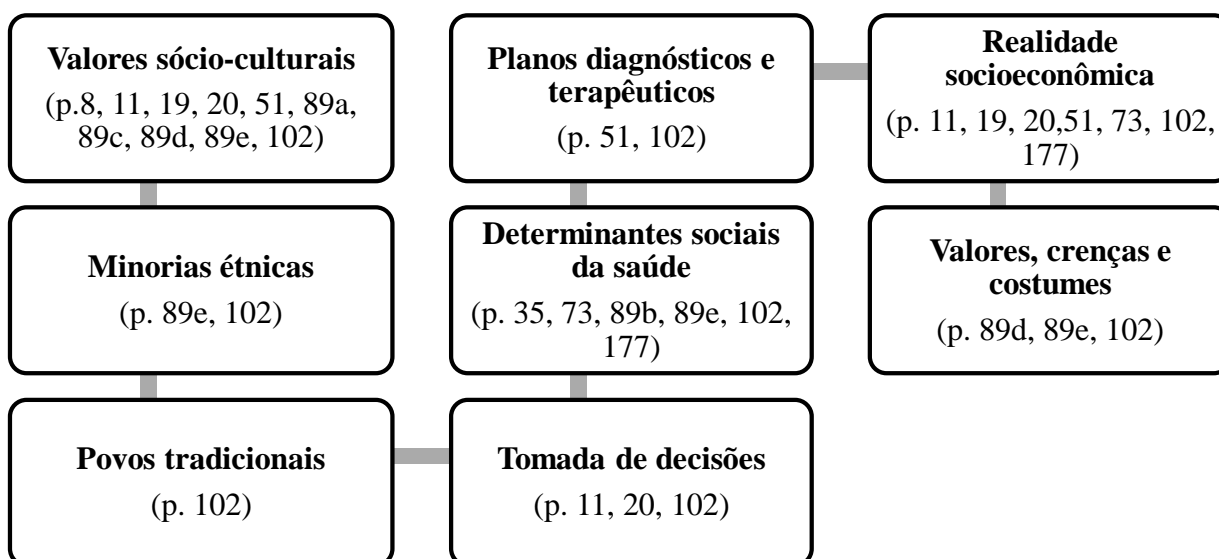 Valores sócio-culturais
(p.8, 11, 19, 20, 51, 89a,
89c, 89d, 89e, 102)
Minorias étnicas
(p. 89e, 102)
Povos tradicionais
(p. 102)
Tomada de decisões
(p. 11, 20, 102)
Determinantes sociais
da saúde
(p. 35, 73, 89b, 89e, 102,
177)
Planos diagnósticos e
terapêuticos
(p. 51, 102)
Realidade
socioeconômica
(p. 11, 19, 20,51, 73, 102,
177)
Valores, crenças e
costumes
(p. 89d, 89e, 102)